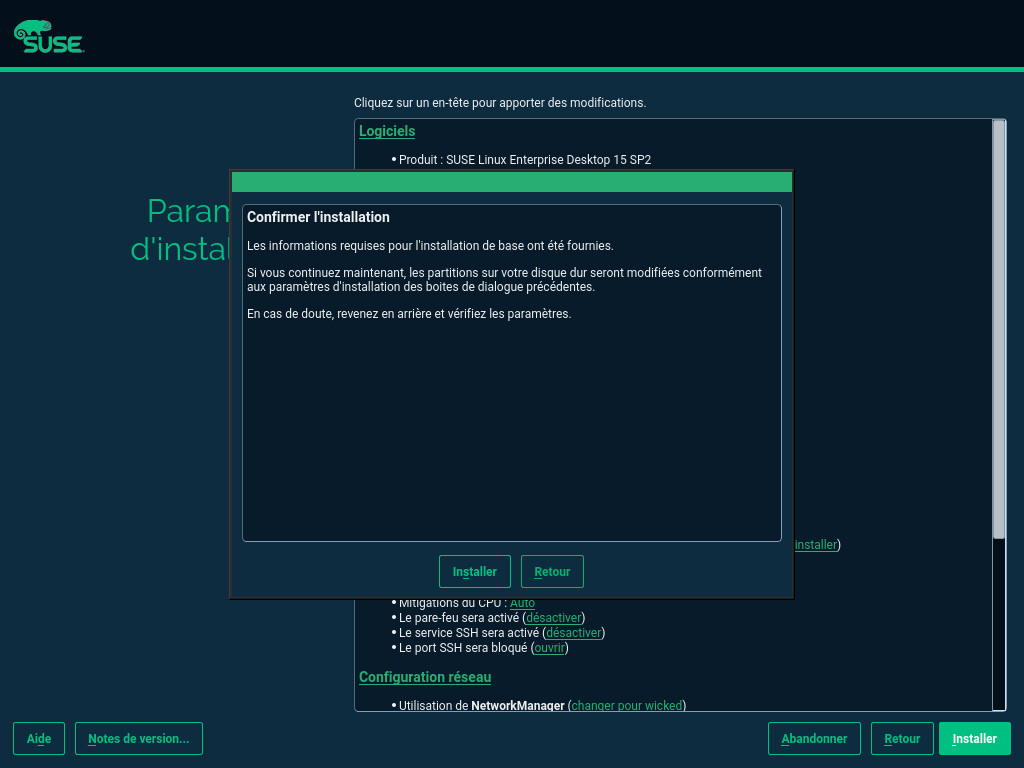 SUSE
Cliquez sur un en-tête pour apporter des modifications.
Logiciels
• Produit : SUSE Linux Enterprise Desktop 15 SP2
Confirmer l'installation
Les informations requises pour l'installation de base ont été fournies.
Si vous continuez maintenant, les partitions sur votre disque dur seront modifiées conformément
aux paramètres d'installation des boites de dialogue précédentes.
En cas de doute, revenez en arrière et vérifiez les paramètres.
Installer
Retour
installer)
• Mitigations du CPU : Auto
• Le pare-feu sera activé (désactiver)
• Le service SSH sera activé (désactiver)
• Le port SSH sera bloqué (ouvrir)
Configuration réseau
• Utilisation de NetworkManager (changer pour wicked)
Aide
Notes de version...
Abandonner
Retour
Installer